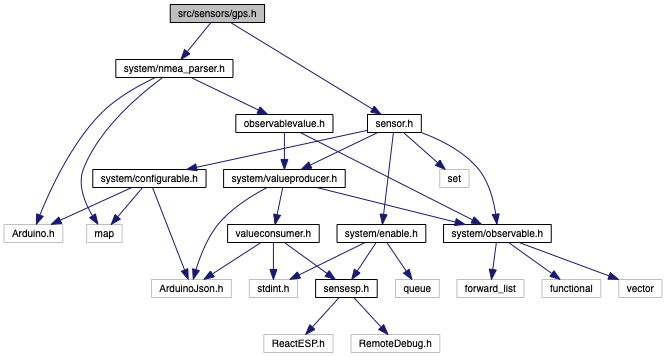 src/sensors/gps.h
system/nmea_parser.h
observablevalue.h
sensor.h
system/configurable.h
system/valueproducer.h
set
Arduino.h
map
valueconsumer.h
system/enable.h
system/observable.h
ArduinoJson.h
stdint.h
sensesp.h
queue
forward_list
functional
vector
ReactESP.h
RemoteDebug.h